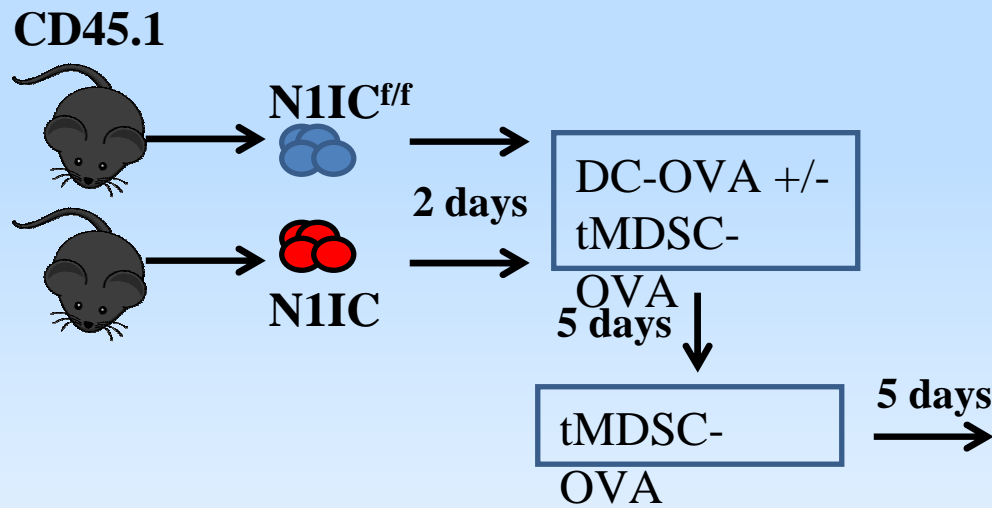 CD45.1
N1IC^f/f
2 days
N1IC
DC-OVA +/-
tMDSC-
OVA
5 days
tMDSC-
OVA
5 days